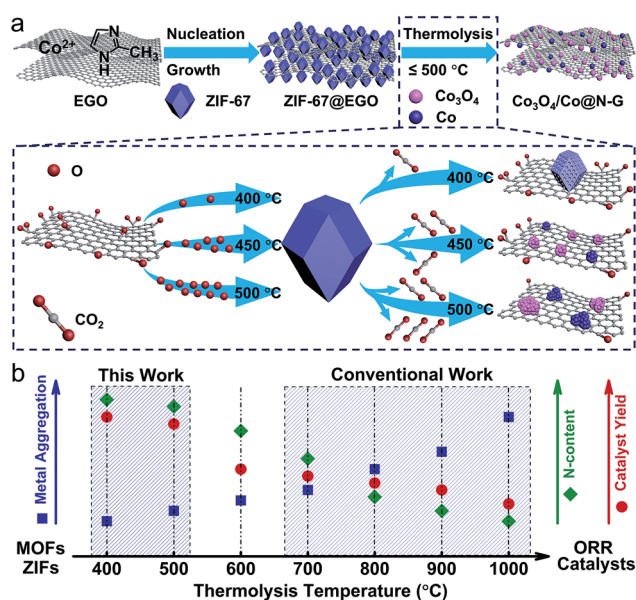 a
Co2+
N
N
H
CH3
EGO
Nucleation
Growth
ZIF-67
ZIF-67@EGO
Thermolysis
≤ 500 °C
Co3O4
Co
Co3O4/Co@N-G
O
CO2
400 °C
450 °C
500 °C
400 °C
450 °C
500 °C
b
This Work
Conventional Work
Metal Aggregation
N-content
Catalyst Yield
MOFs
ZIFs
ORR
Catalysts
400 500 600 700 800 900 1000
Thermolysis Temperature (°C)